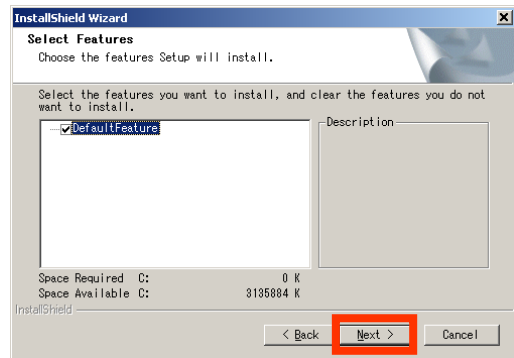 InstallShield Wizard
Select Features
Choose the features Setup will install.
Select the features you want to install, and clear the features you do not
want to install.
DefaultFeature
Description
Space Required C: 0 K
Space Available C: 3135884 K
InstallShield
< Back Next > Cancel